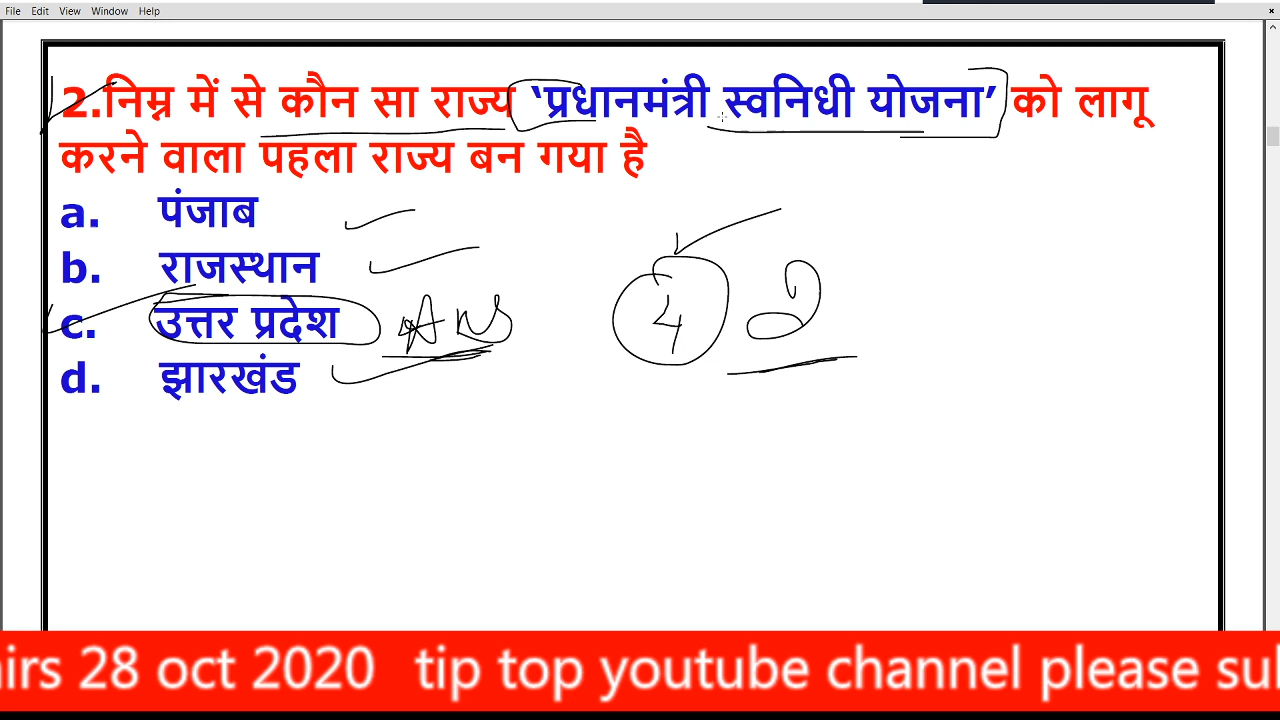 File Edit View Window Help
2.निम्न में से कौन सा राज्य ‘प्रधानमंत्री स्वनिधी योजना’ को लागू
करने वाला पहला राज्य बन गया है
a. पंजाब
b. राजस्थान
c. उत्तर प्रदेश Ans
d. झारखंड
airs 28 oct 2020 tip top youtube channel please su